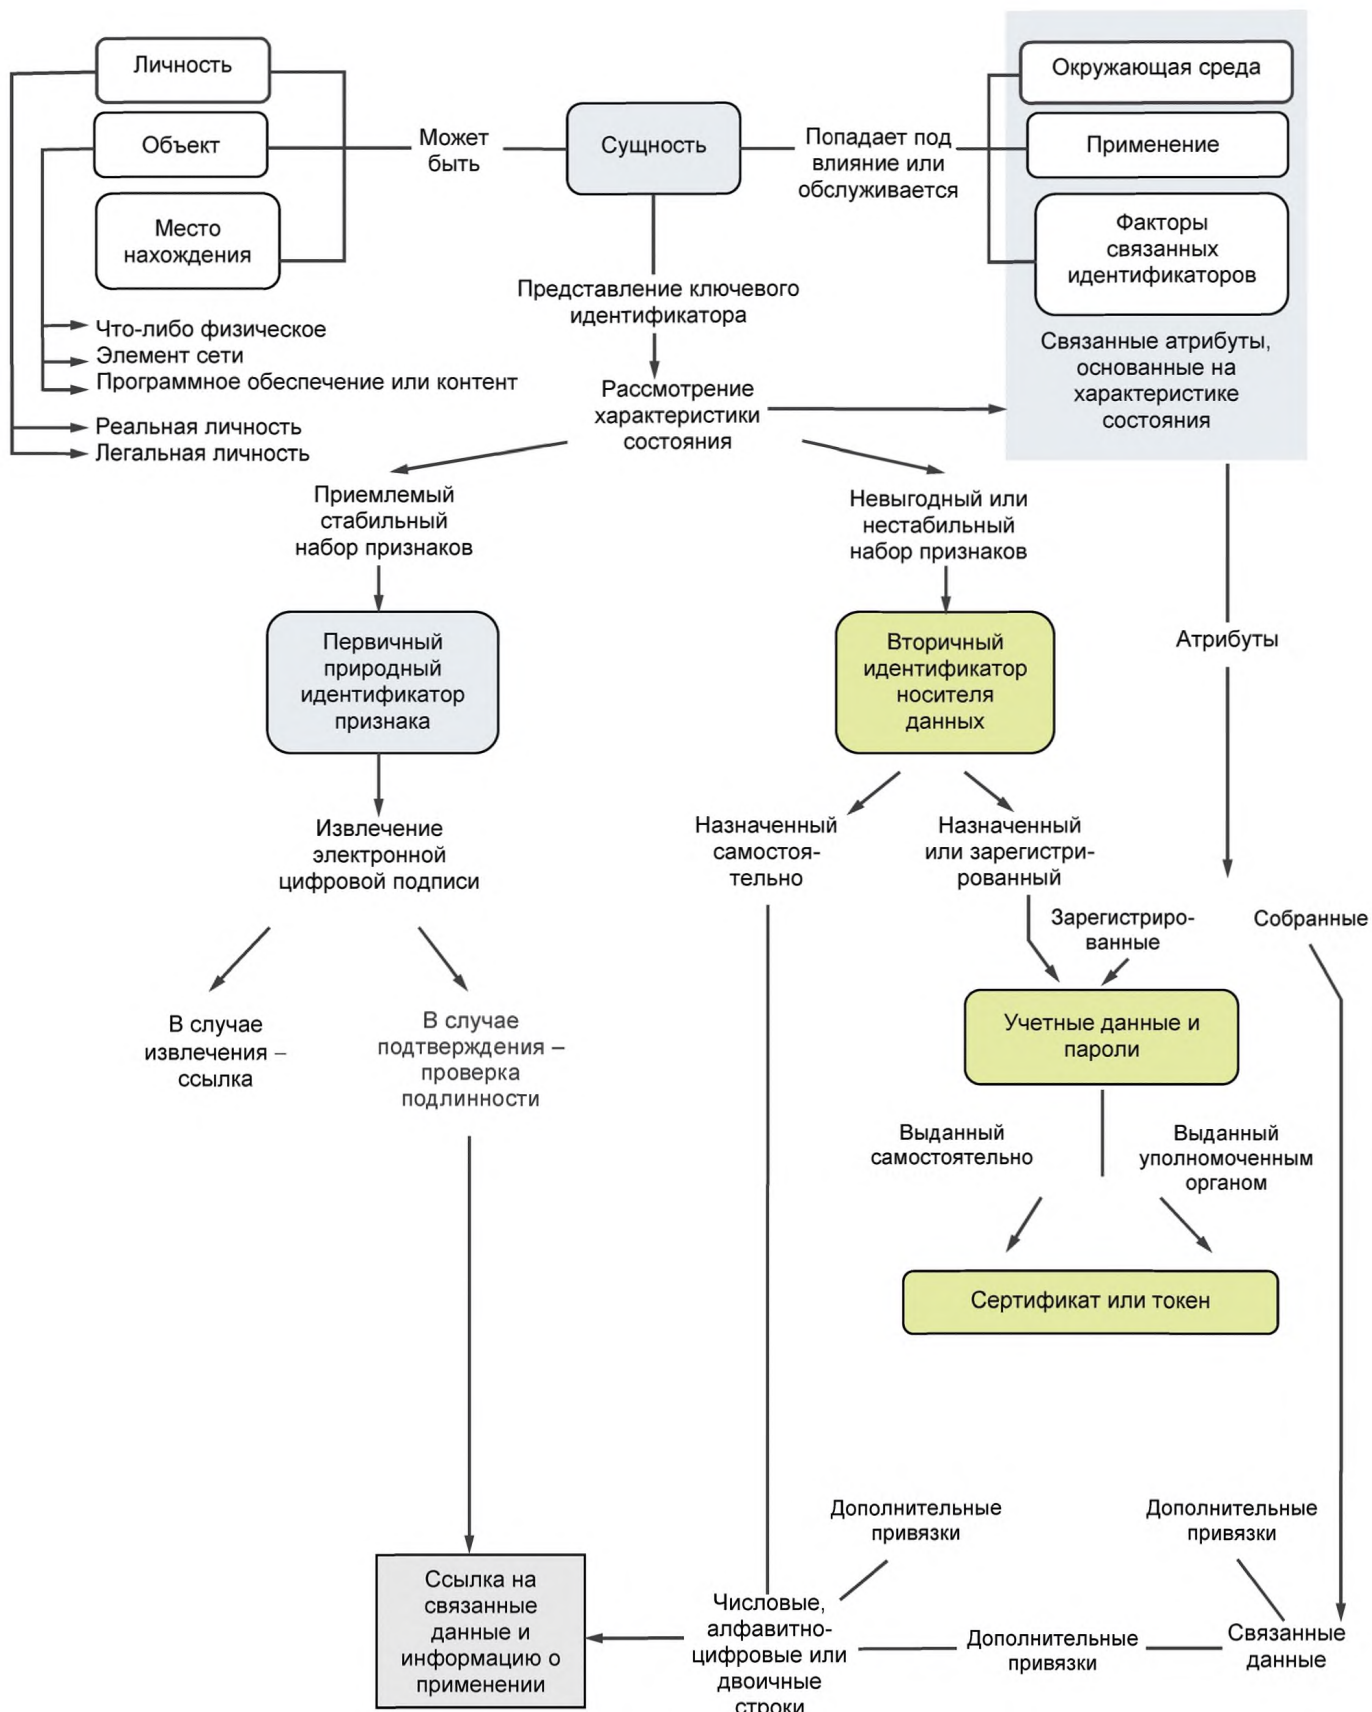 Личность
Объект
Место
нахождения
Может
быть
Сущность
Попадает под
влияние или
обслуживается
Окружающая среда
Применение
Факторы
связанных
идентификаторов
Связанные атрибуты,
основанные на
характеристике
состояния
Что-либо физическое
Элемент сети
Программное обеспечение или контент
Реальная личность
Легальная личность
Представление ключевого
идентификатора
Рассмотрение
характеристики
состояния
Приемлемый
стабильный
набор признаков
Невыгодный или
нестабильный
набор признаков
Первичный
природный
идентификатор
признака
Вторичный
идентификатор
носителя
данных
Атрибуты
Извлечение
электронной
цифровой подписи
Назначенный
самостоя-
тельно
Назначенный
или зарегистри-
рованный
Зарегистриро-
ванные
Собранные
В случае
извлечения –
ссылка
В случае
подтверждения –
проверка
подлинности
Учетные данные и
пароли
Выданный
самостоятельно
Выданный
уполномоченным
органом
Сертификат или токен
Дополнительные
привязки
Дополнительные
привязки
Ссылка на
связанные
данные и
информацию о
применении
Числовые,
алфавитно-
цифровые или
двоичные
строки
Дополнительные
привязки
Связанные
данные